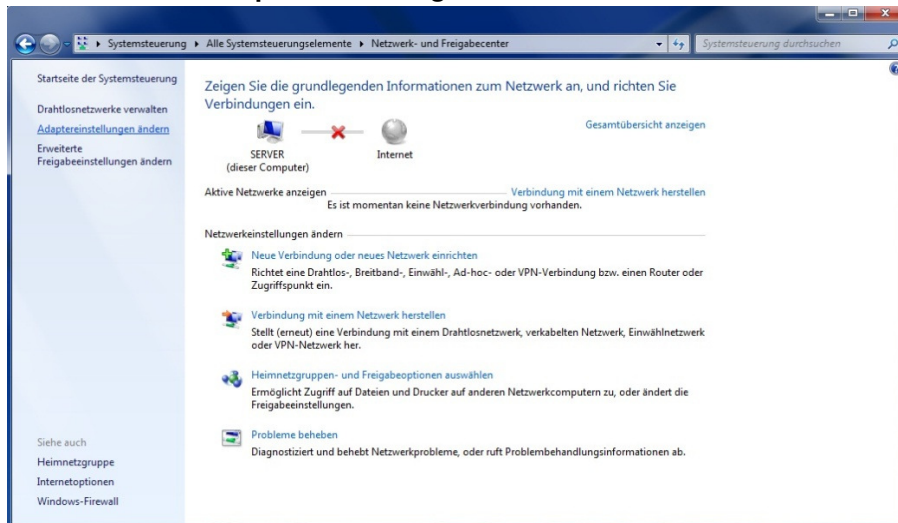 Systemsteuerung ▸ Alle Systemsteuerungselemente ▸ Netzwerk- und Freigabecenter
Systemsteuerung durchsuchen
Startseite der Systemsteuerung
Drahtlosnetzwerke verwalten
Adaptereinstellungen ändern
Erweiterte
Freigabeeinstellungen ändern
Siehe auch
Heimnetzgruppe
Internetoptionen
Windows-Firewall
Zeigen Sie die grundlegenden Informationen zum Netzwerk an, und richten Sie
Verbindungen ein.
Gesamtübersicht anzeigen
SERVER
(dieser Computer)
Internet
Aktive Netzwerke anzeigen
Verbindung mit einem Netzwerk herstellen
Es ist momentan keine Netzwerkverbindung vorhanden.
Netzwerkeinstellungen ändern
Neue Verbindung oder neues Netzwerk einrichten
Richtet eine Drahtlos-, Breitband-, Einwähl-, Ad-hoc- oder VPN-Verbindung bzw. einen Router oder
Zugriffspunkt ein.
Verbindung mit einem Netzwerk herstellen
Stellt (erneut) eine Verbindung mit einem Drahtlosnetzwerk, verkabelten Netzwerk, Einwählnetzwerk
oder VPN-Netzwerk her.
Heimnetzgruppen- und Freigabeoptionen auswählen
Ermöglicht Zugriff auf Dateien und Drucker auf anderen Netzwerkcomputern zu, oder ändert die
Freigabeeinstellungen.
Probleme beheben
Diagnostiziert und behebt Netzwerkprobleme, oder ruft Problembehandlungsinformationen ab.